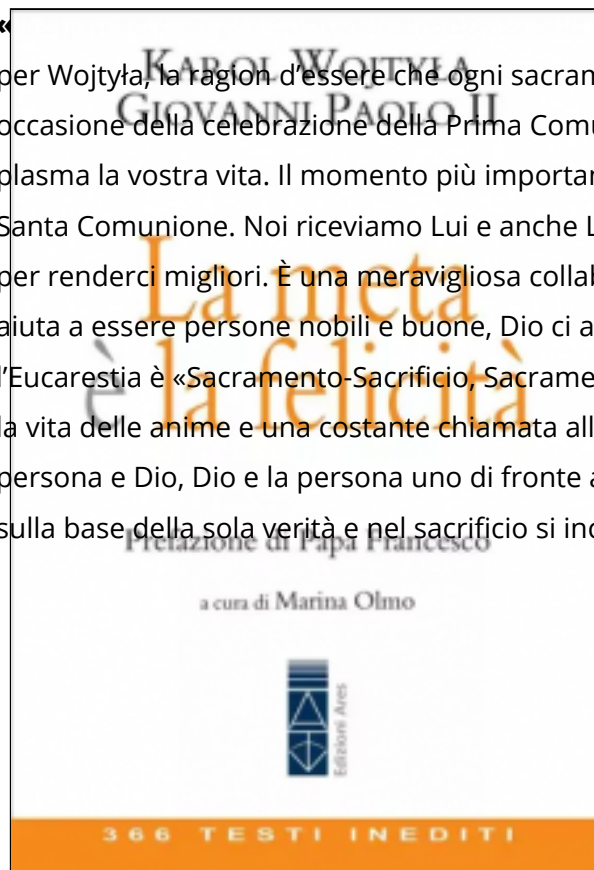 «
KAROL WOJTYŁA
per Wojtyła, la ragion d'essere che ogni sacram
GIOVANNI PAOLO II
occasione della celebrazione della Prima Comu
plasma la vostra vita. Il momento più importan
Santa Comunione. Noi riceviamo Lui e anche L
La meta
per renderci migliori. È una meravigliosa collab
aiuta a essere persone nobili e buone, Dio ci a
è la felicità
l'Eucarestia è «Sacramento-Sacrificio, Sacrame
la vita delle anime e una costante chiamata all
persona e Dio, Dio e la persona uno di fronte a
sulla base della sola verità e nel sacrificio si inc
Prefazione di Papa Francesco
a cura di Marina Olmo
Edizioni Ares
366 TESTI INEDITI